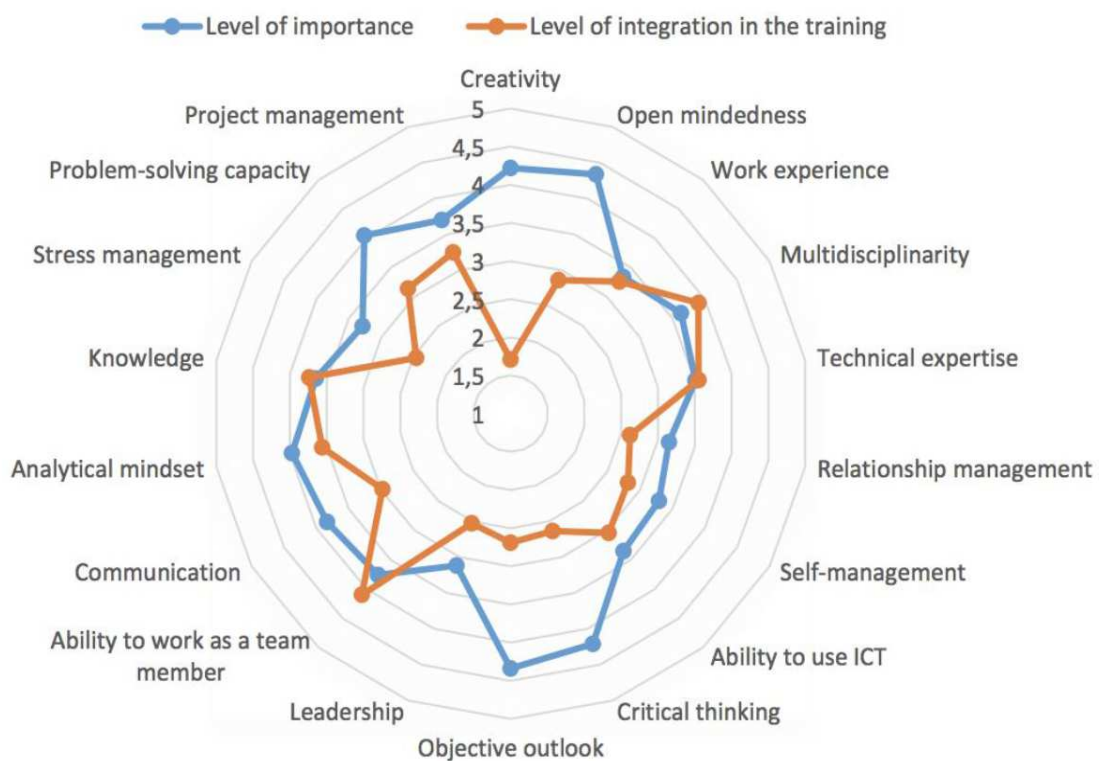 Level of importance
Level of integration in the training
Creativity
Open mindedness
Work experience
Multidisciplinarity
Technical expertise
Relationship management
Self-management
Ability to use ICT
Critical thinking
Objective outlook
Leadership
Ability to work as a team
member
Communication
Analytical mindset
Knowledge
Stress management
Problem-solving capacity
Project management
5
4,5
4
3,5
3
2,5
2
1,5
1